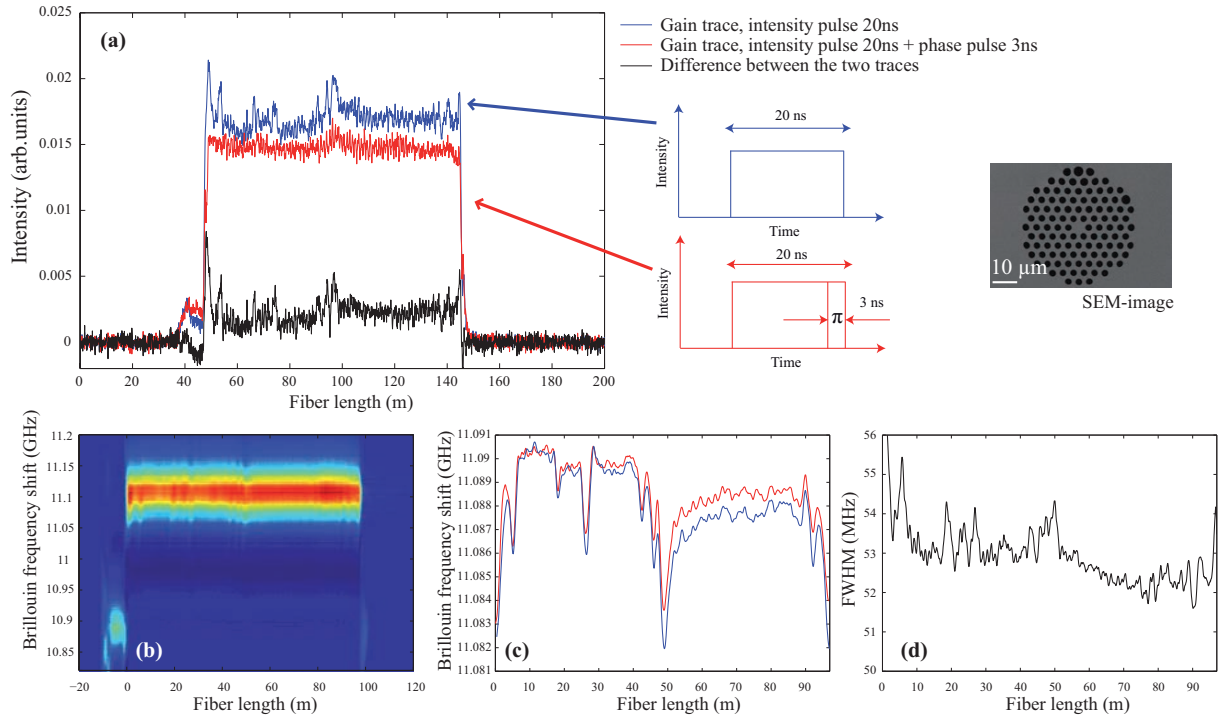 (a)
Intensity (arb.units)
0.025
0.02
0.015
0.01
0.005
0
0 20 40 60 80 100 120 140 160 200
Fiber length (m)
Gain trace, intensity pulse 20ns
Gain trace, intensity pulse 20ns + phase pulse 3ns
Difference between the two traces
20 ns
Intensity
Time
20 ns
Intensity
3 ns
π
Time
10 µm
SEM-image
Brillouin frequency shift (GHz)
11.2
11.15
11.1
11.05
11
10.95
10.9
10.85
(b)
−20 0 20 40 60 80 100 120
Fiber length (m)
Brillouin frequency shift (GHz)
11.091
11.09
11.089
11.088
11.087
11.086
11.085
11.084
11.083
11.082
11.081
(c)
0 10 20 30 40 50 60 70 80 90
Fiber length (m)
FWHM (MHz)
56
55
54
53
52
51
50
(d)
0 10 20 30 40 50 60 70 80 90
Fiber length (m)